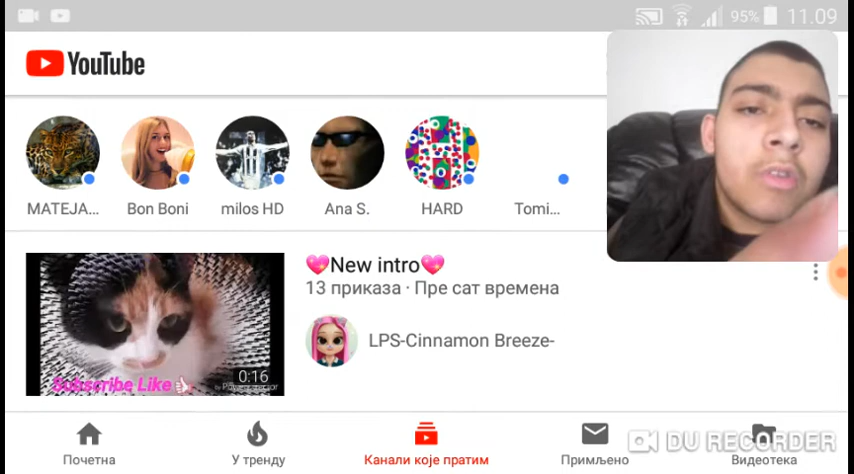 95% 11.09
YouTube
MATEJA... Bon Boni milos HD Ana S. HARD Tomi...
💖New intro💖
13 приказа · Пре сат времена
LPS-Cinnamon Breeze-
Subscribe Like
0:16
by
Почетна У тренду Канали које пратим Примљено Видеотека
DU RECORDER